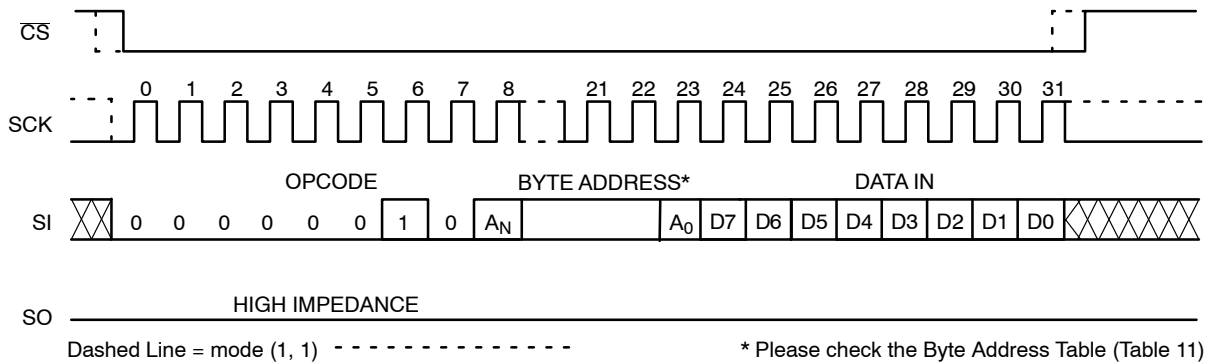 CS
0 1 2 3 4 5 6 7 8 21 22 23 24 25 26 27 28 29 30 31
SCK
OPCODE BYTE ADDRESS* DATA IN
SI 0 0 0 0 0 0 1 0 AN A0 D7 D6 D5 D4 D3 D2 D1 D0
HIGH IMPEDANCE
SO
Dashed Line = mode (1, 1) * Please check the Byte Address Table (Table 11)